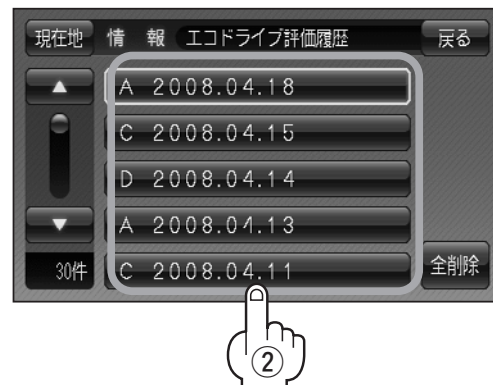 現在地 情報 エコドライブ評価履歴 戻る
▲
A 2008.04.18
C 2008.04.15
D 2008.04.14
A 2008.04.13
▼
30件
C 2008.04.11
全削除
②